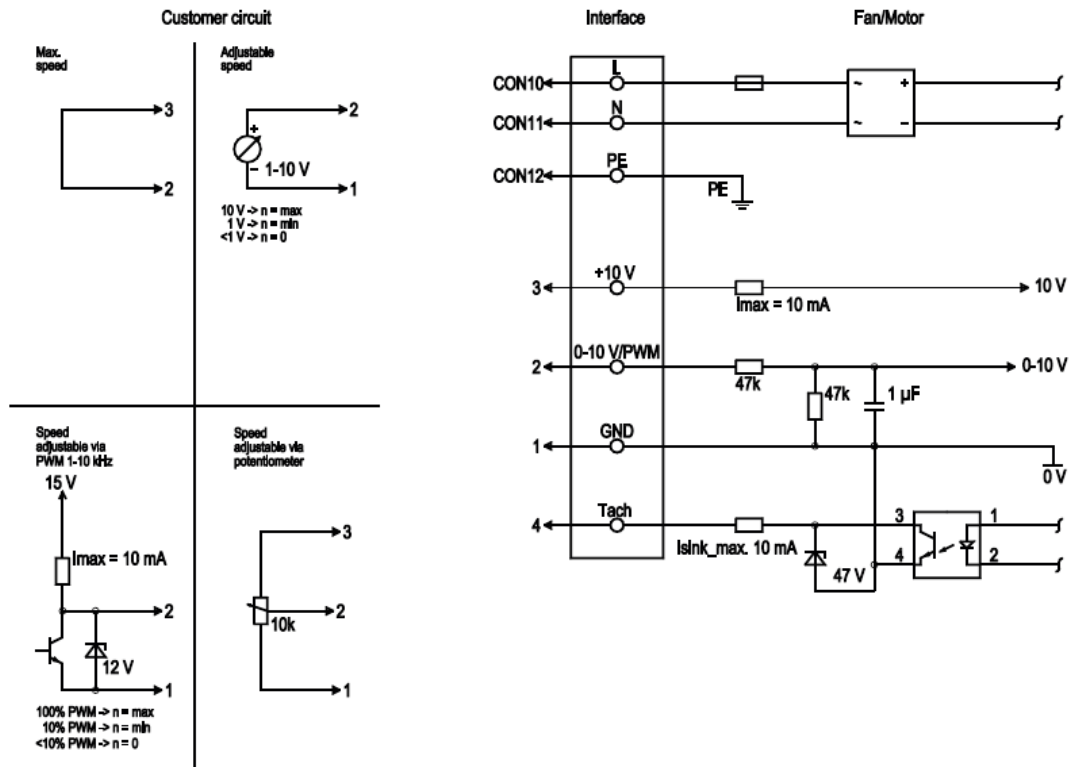 Customer circuit
Max.
speed
3
2
Adjustable
speed
2
+
1-10 V
−
1
10 V -> n = max
1 V -> n = min
<1 V -> n = 0
Speed
adjustable via
PWM 1-10 kHz
15 V
Imax = 10 mA
2
12 V
1
100% PWM -> n = max
10% PWM -> n = min
<10% PWM -> n = 0
Speed
adjustable via
potentiometer
3
2
10k
1
Interface
Fan/Motor
L
CON10
~ +
N
CON11
~ −
PE
CON12
PE
+10 V
3
10 V
Imax = 10 mA
0-10 V/PWM
2
0-10 V
47k
47k
1 µF
GND
1
0 V
Tach
4
3
1
Isink_max. 10 mA
4
2
47 V